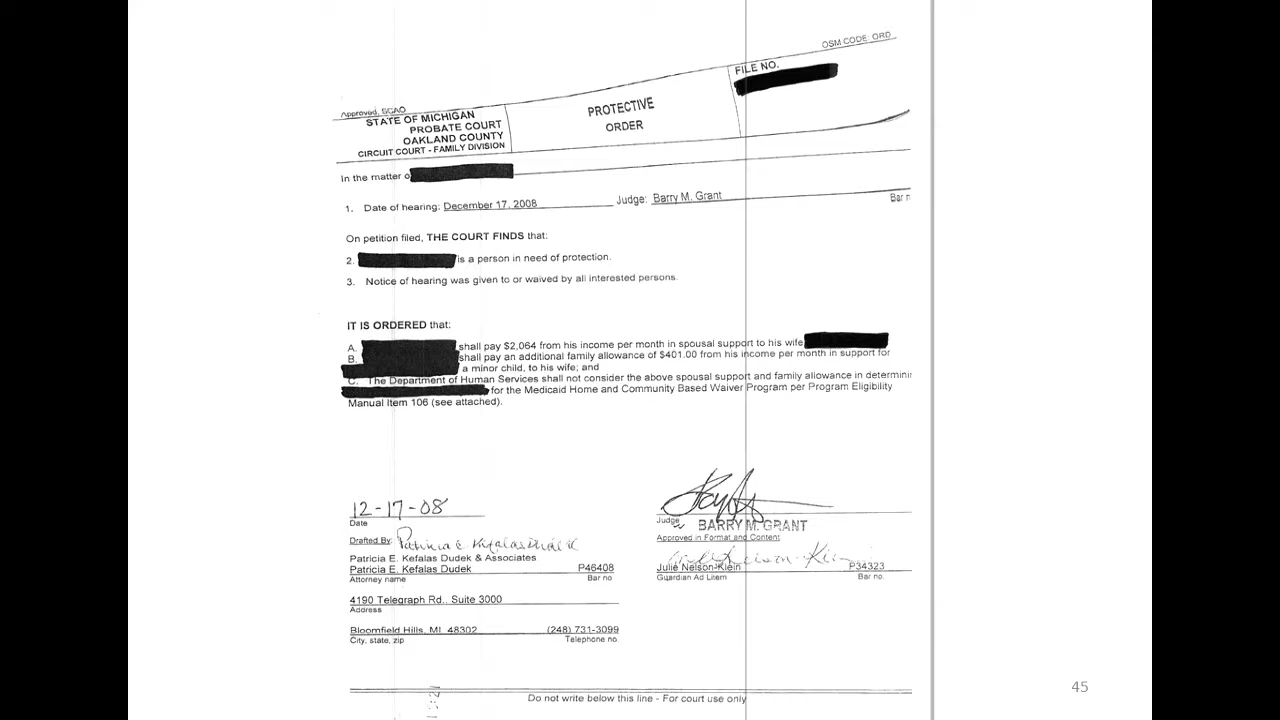 OSM CODE: ORD
Approved, SCAO
STATE OF MICHIGAN
PROBATE COURT
OAKLAND COUNTY
CIRCUIT COURT - FAMILY DIVISION
PROTECTIVE
ORDER
FILE NO.
In the matter o
1. Date of hearing: December 17, 2008 Judge: Barry M. Grant Bar n
On petition filed, THE COURT FINDS that:
2. is a person in need of protection.
3. Notice of hearing was given to or waived by all interested persons.
IT IS ORDERED that:
A. shall pay $2,064 from his income per month in spousal support to his wife
B. shall pay an additional family allowance of $401.00 from his income per month in support for
a minor child, to his wife; and
C. The Department of Human Services shall not consider the above spousal support and family allowance in determini
for the Medicaid Home and Community Based Waiver Program per Program Eligibility
Manual Item 106 (see attached).
12-17-08
Date
Judge
BARRY M. GRANT
Approved in Format and Content
Drafted By: Patricia E. Kefalas Dudek
Patricia E. Kefalas Dudek & Associates
Patricia E. Kefalas Dudek P46408
Attorney name Bar no
Julie Nelson-Klein P34323
Guardian Ad Litem Bar no.
4190 Telegraph Rd., Suite 3000
Address
Bloomfield Hills, MI 48302 (248) 731-3099
City, state, zip Telephone no.
Do not write below this line - For court use only
45